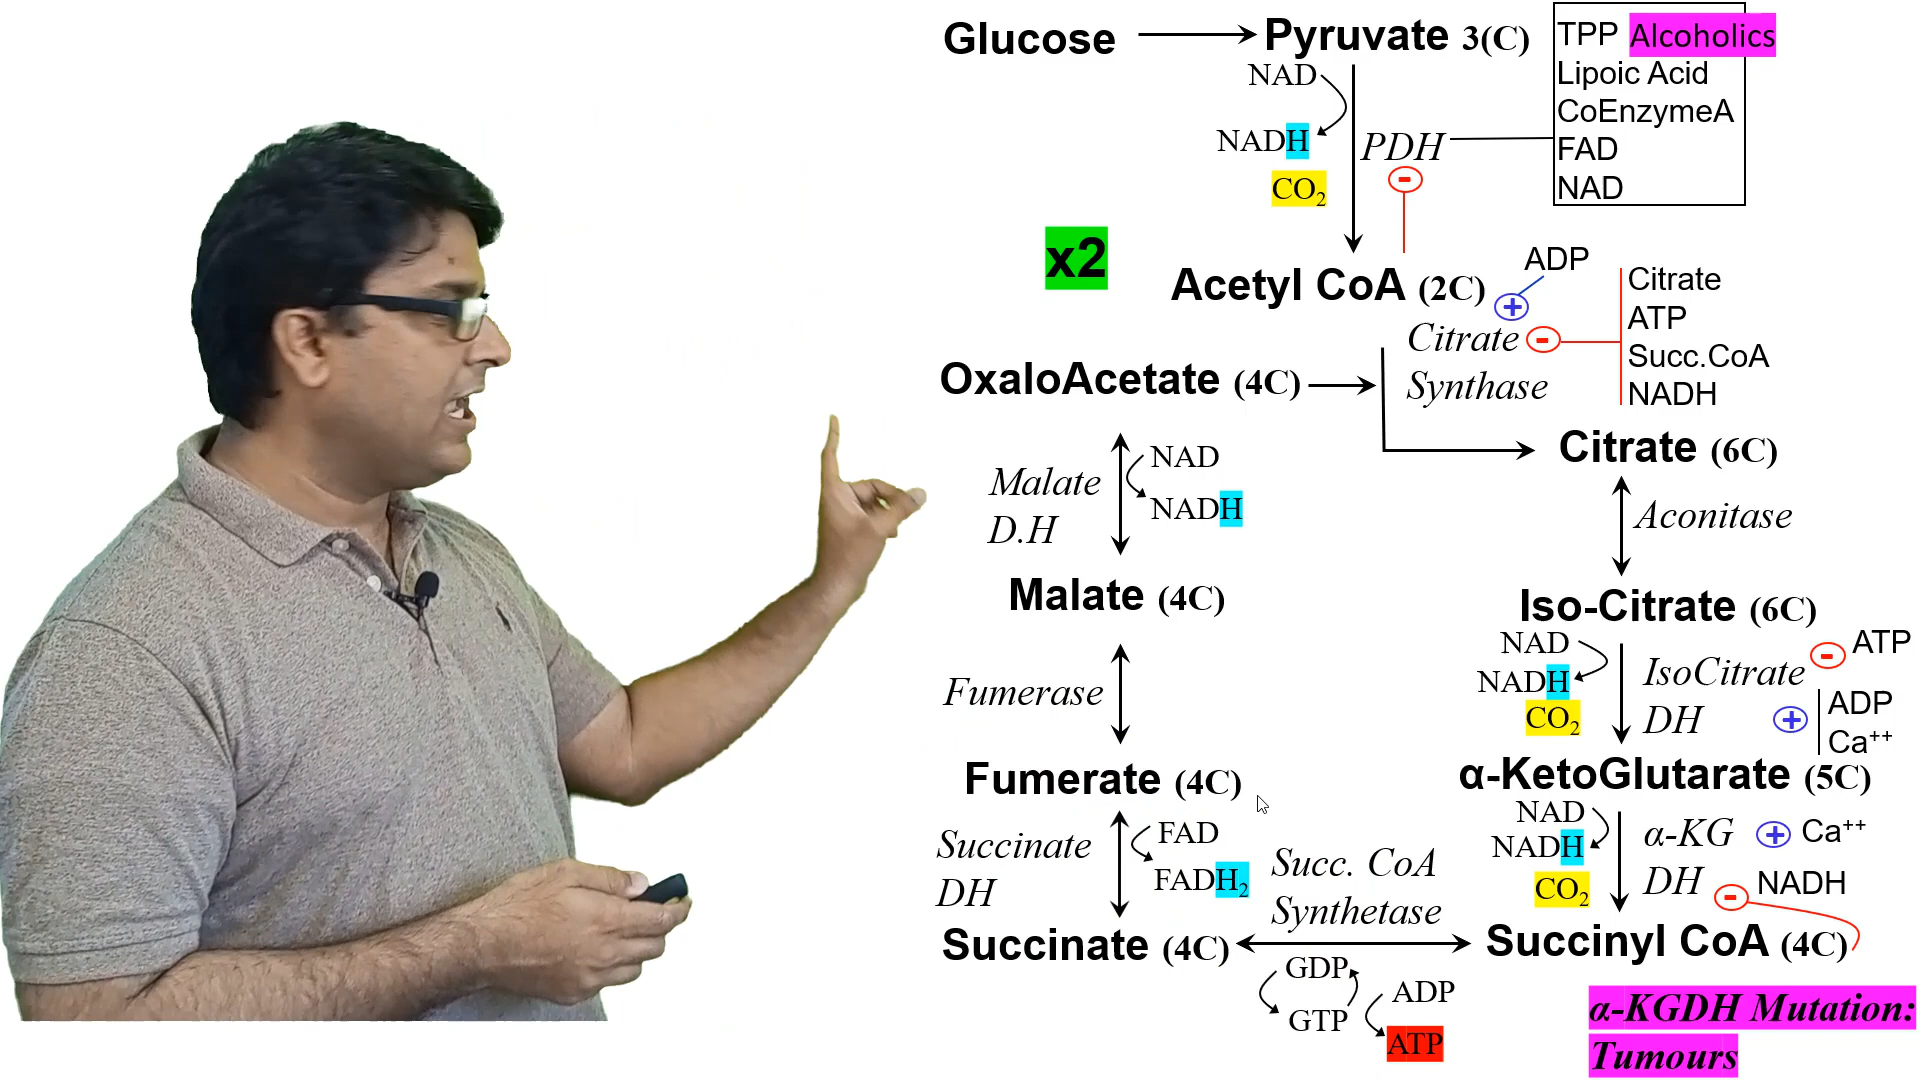 Glucose
Pyruvate 3(C)
TPP Alcoholics
Lipoic Acid
CoEnzymeA
FAD
NAD
NAD
NADH
CO₂
PDH
-
x2
Acetyl CoA (2C)
ADP
+
Citrate
Synthase
-
Citrate
ATP
Succ.CoA
NADH
OxaloAcetate (4C)
Citrate (6C)
Malate
D.H
NAD
NADH
Aconitase
Malate (4C)
Iso-Citrate (6C)
NAD
NADH
CO₂
IsoCitrate
DH
-
ATP
+
ADP
Ca⁺⁺
Fumerase
Fumerate (4C)
α-KetoGlutarate (5C)
NAD
NADH
CO₂
α-KG
DH
+
Ca⁺⁺
-
NADH
Succinate
DH
FAD
FADH₂
Succ. CoA
Synthetase
Succinate (4C)
Succinyl CoA (4C)
GDP
GTP
ADP
ATP
α-KGDH Mutation:
Tumours